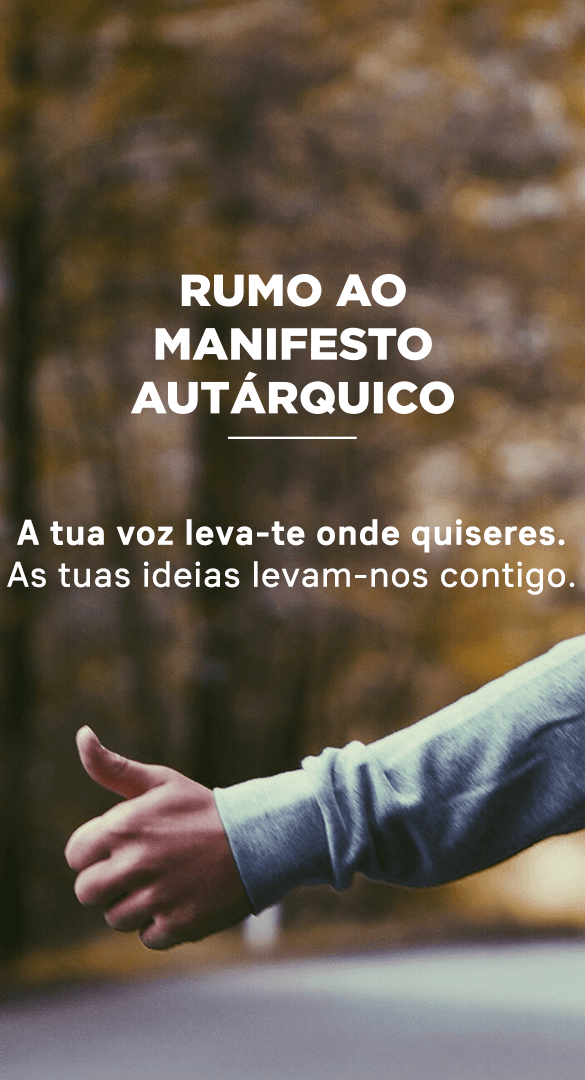 RUMO AO
MANIFESTO
AUTÁRQUICO
A tua voz leva-te onde quiseres.
As tuas ideias levam-nos contigo.